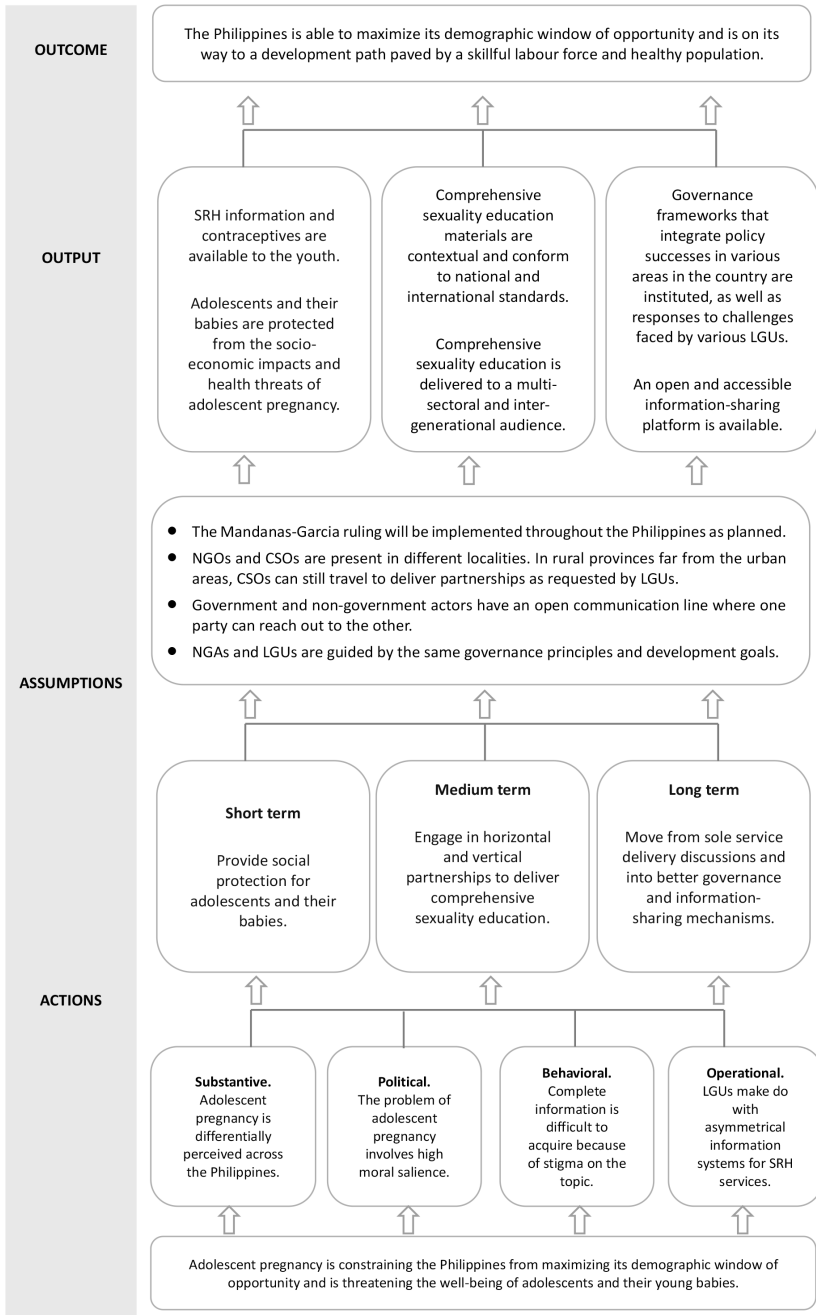 OUTCOME
The Philippines is able to maximize its demographic window of opportunity and is on its
way to a development path paved by a skillful labour force and healthy population.
OUTPUT
SRH information and
contraceptives are
available to the youth.
Adolescents and their
babies are protected
from the socio-
economic impacts and
health threats of
adolescent pregnancy.
Comprehensive
sexuality education
materials are
contextual and conform
to national and
international standards.
Comprehensive
sexuality education is
delivered to a multi-
sectoral and inter-
generational audience.
Governance
frameworks that
integrate policy
successes in various
areas in the country are
instituted, as well as
responses to challenges
faced by various LGUs.
An open and accessible
information-sharing
platform is available.
ASSUMPTIONS
● The Mandanas-Garcia ruling will be implemented throughout the Philippines as planned.
● NGOs and CSOs are present in different localities. In rural provinces far from the urban
areas, CSOs can still travel to deliver partnerships as requested by LGUs.
● Government and non-government actors have an open communication line where one
party can reach out to the other.
● NGAs and LGUs are guided by the same governance principles and development goals.
ACTIONS
Short term
Provide social
protection for
adolescents and their
babies.
Medium term
Engage in horizontal
and vertical
partnerships to deliver
comprehensive
sexuality education.
Long term
Move from sole service
delivery discussions and
into better governance
and information-
sharing mechanisms.
Substantive.
Adolescent
pregnancy is
differentially
perceived across
the Philippines.
Political.
The problem of
adolescent
pregnancy
involves high
moral salience.
Behavioral.
Complete
information is
difficult to
acquire because
of stigma on the
topic.
Operational.
LGUs make do
with
asymmetrical
information
systems for SRH
services.
Adolescent pregnancy is constraining the Philippines from maximizing its demographic window of
opportunity and is threatening the well-being of adolescents and their young babies.